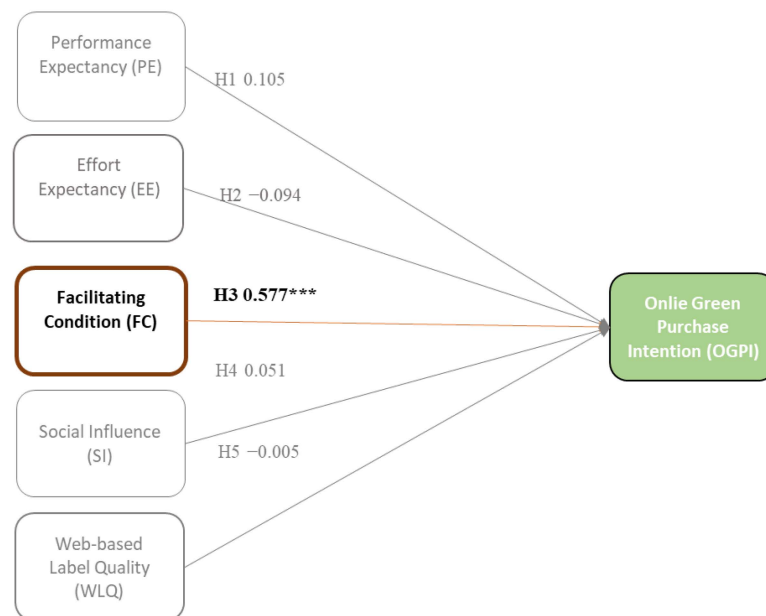 Performance
Expectancy (PE)
H1 0.105
Effort
Expectancy (EE)
H2 −0.094
Facilitating
Condition (FC)
H3 0.577***
Onlie Green
Purchase
Intention (OGPI)
H4 0.051
Social Influence
(SI)
H5 −0.005
Web-based
Label Quality
(WLQ)